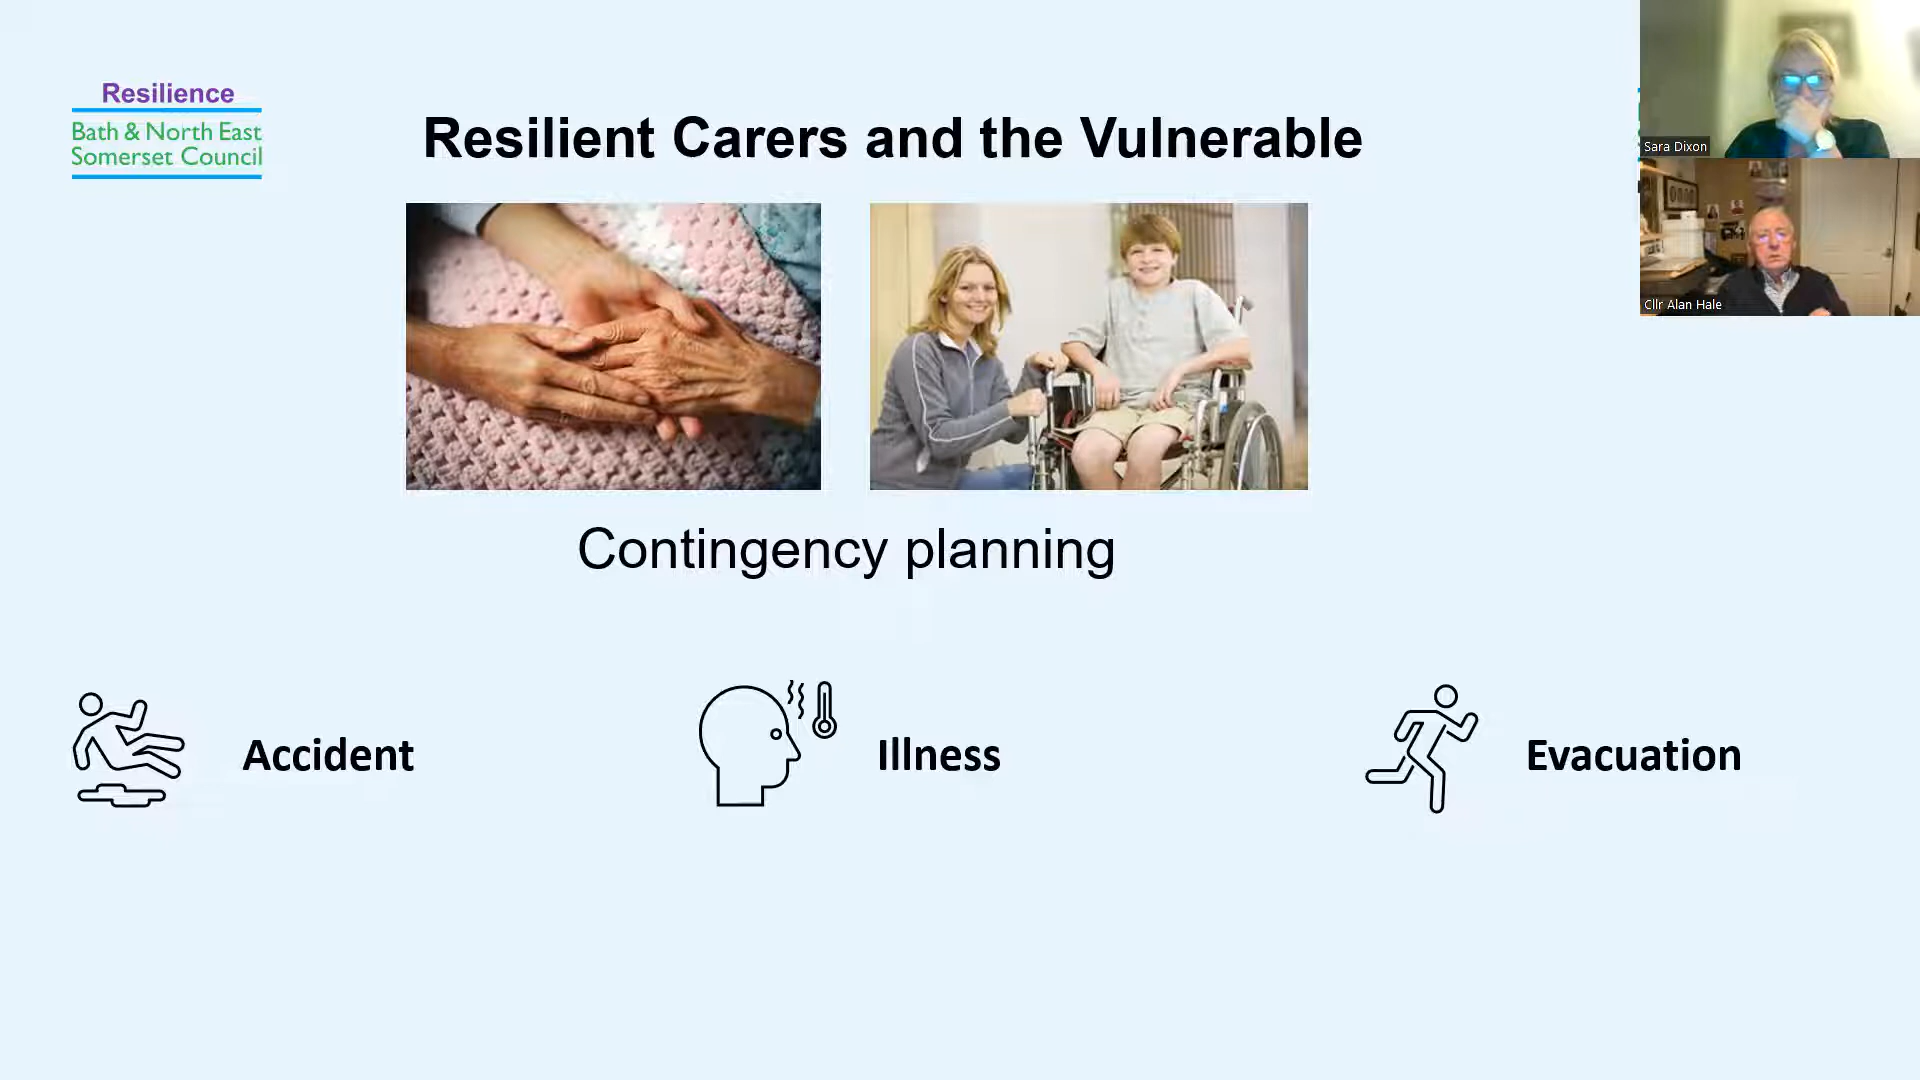 Resilience
Bath & North East
Somerset Council
Resilient Carers and the Vulnerable
Sara Dixon
Cllr Alan Hale
Contingency planning
Accident
Illness
Evacuation